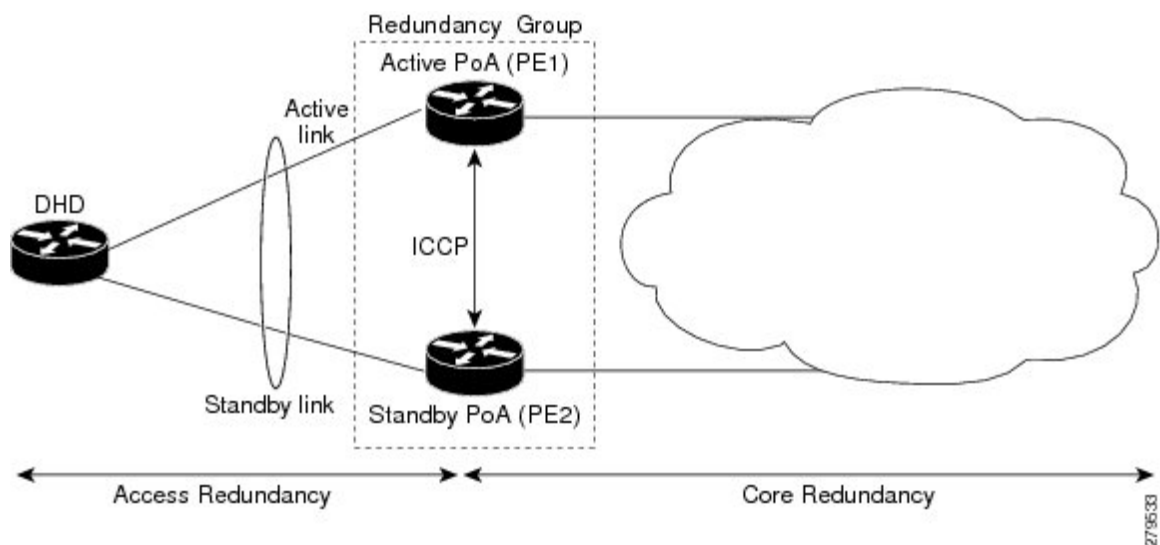 Redundancy Group
Active PoA (PE1)
Active
link
DHD
ICCP
Standby link
Standby PoA (PE2)
Access Redundancy
Core Redundancy
279533